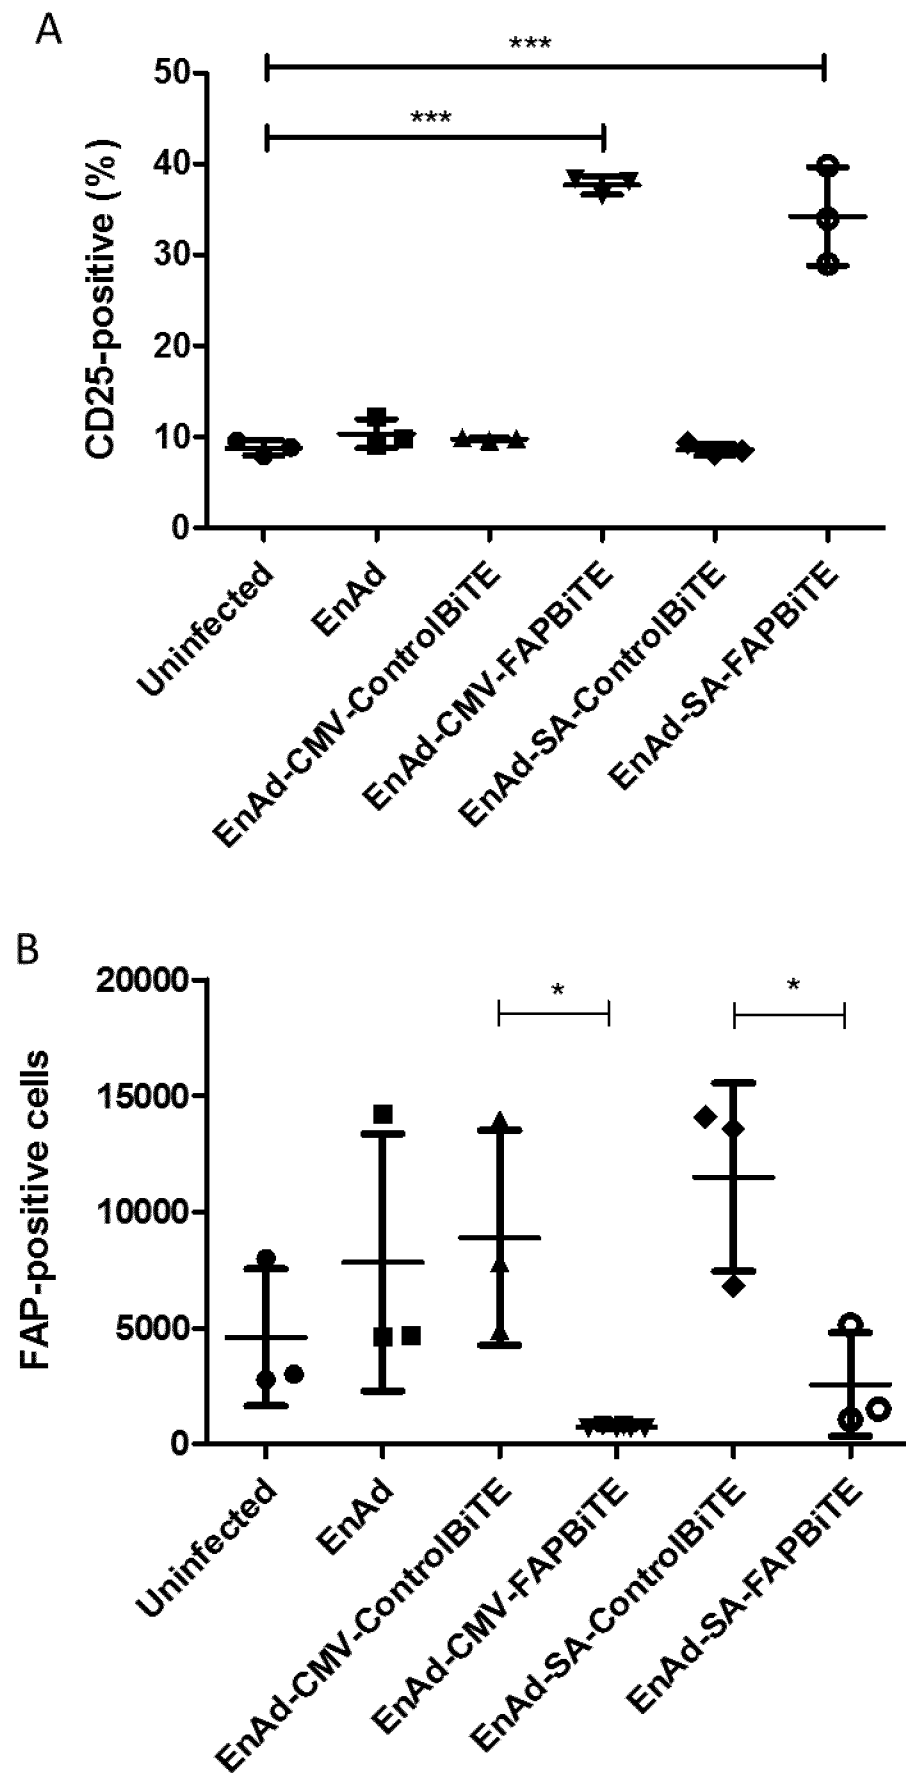 A
***
***
CD25-positive (%)
50
40
30
20
10
0
Uninfected
EnAd
EnAd-CMV-ControlBiTE
EnAd-CMV-FAPBiTE
EnAd-SA-ControlBiTE
EnAd-SA-FAPBiTE
B
*
*
FAP-positive cells
20000
15000
10000
5000
0
Uninfected
EnAd
EnAd-CMV-ControlBiTE
EnAd-CMV-FAPBiTE
EnAd-SA-ControlBiTE
EnAd-SA-FAPBiTE